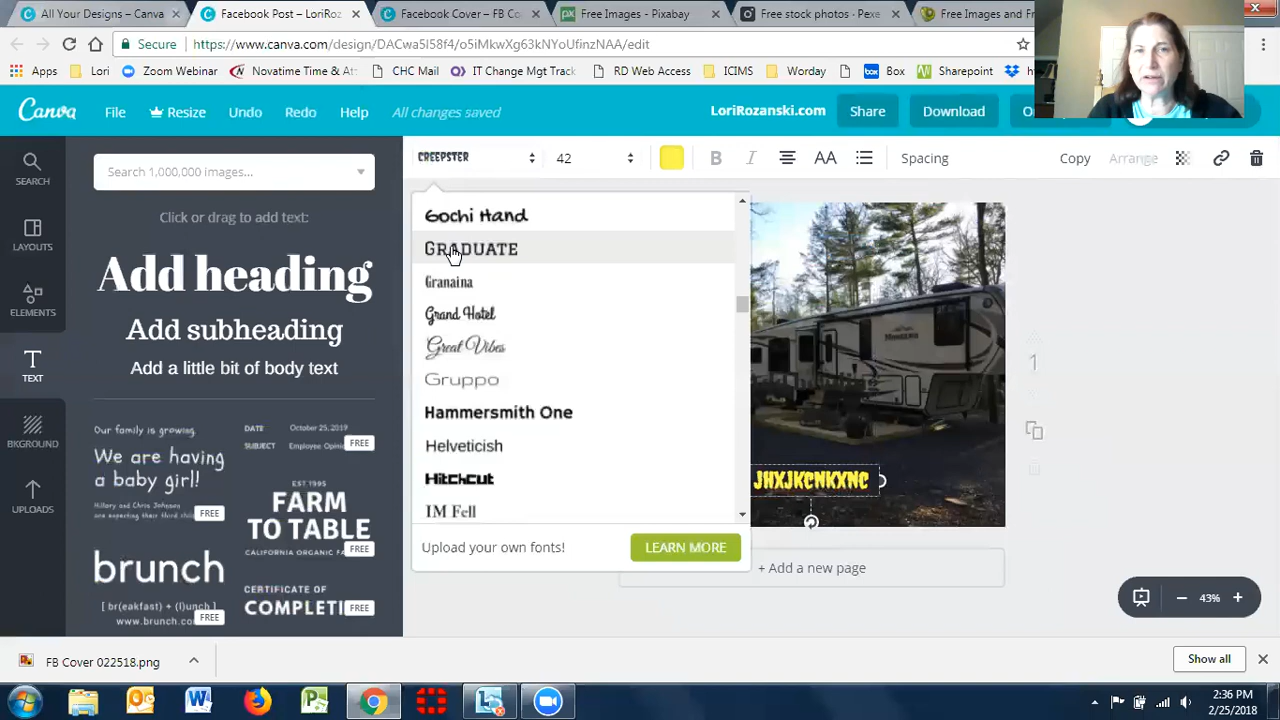 All Your Designs – Canva
Facebook Post – LoriRoz
Facebook Cover – FB Co
Free Images - Pixabay
Free stock photos - Pexe
Free Images and Fr
Secure
https://www.canva.com/design/DACwa5i58f4/o5iMkwXg63kNYoUfinzNAA/edit
Apps
Lori
Zoom Webinar
Novatime Time & Att
CHC Mail
IT Change Mgt Track
RD Web Access
ICIMS
Worday
Box
Sharepoint
Canva
File
Resize
Undo
Redo
Help
All changes saved
LoriRozanski.com
Share
Download
SEARCH
LAYOUTS
ELEMENTS
TEXT
BKGROUND
UPLOADS
Search 1,000,000 images...
Click or drag to add text:
Add heading
Add subheading
Add a little bit of body text
Our family is growing.
We are having
a baby girl!
FREE
DATE October 25, 2019
SUBJECT Employee Opinion
FREE
EST 1995
FARM
TO TABLE
CALIFORNIA ORGANIC FA
FREE
brunch
[ br(eakfast) + (l)unch ]
www.brunch.com
FREE
CERTIFICATE OF
COMPLETI
FREE
CREEPSTER
42
AA
Spacing
Copy
Arrange
Gochi Hand
GRADUATE
Granaina
Grand Hotel
Great Vibes
Gruppo
Hammersmith One
Helveticish
Hitchcut
IM Fell
Upload your own fonts!
LEARN MORE
JHXJKCNKXNC
1
+ Add a new page
43%
FB Cover 022518.png
Show all
2:36 PM
2/25/2018